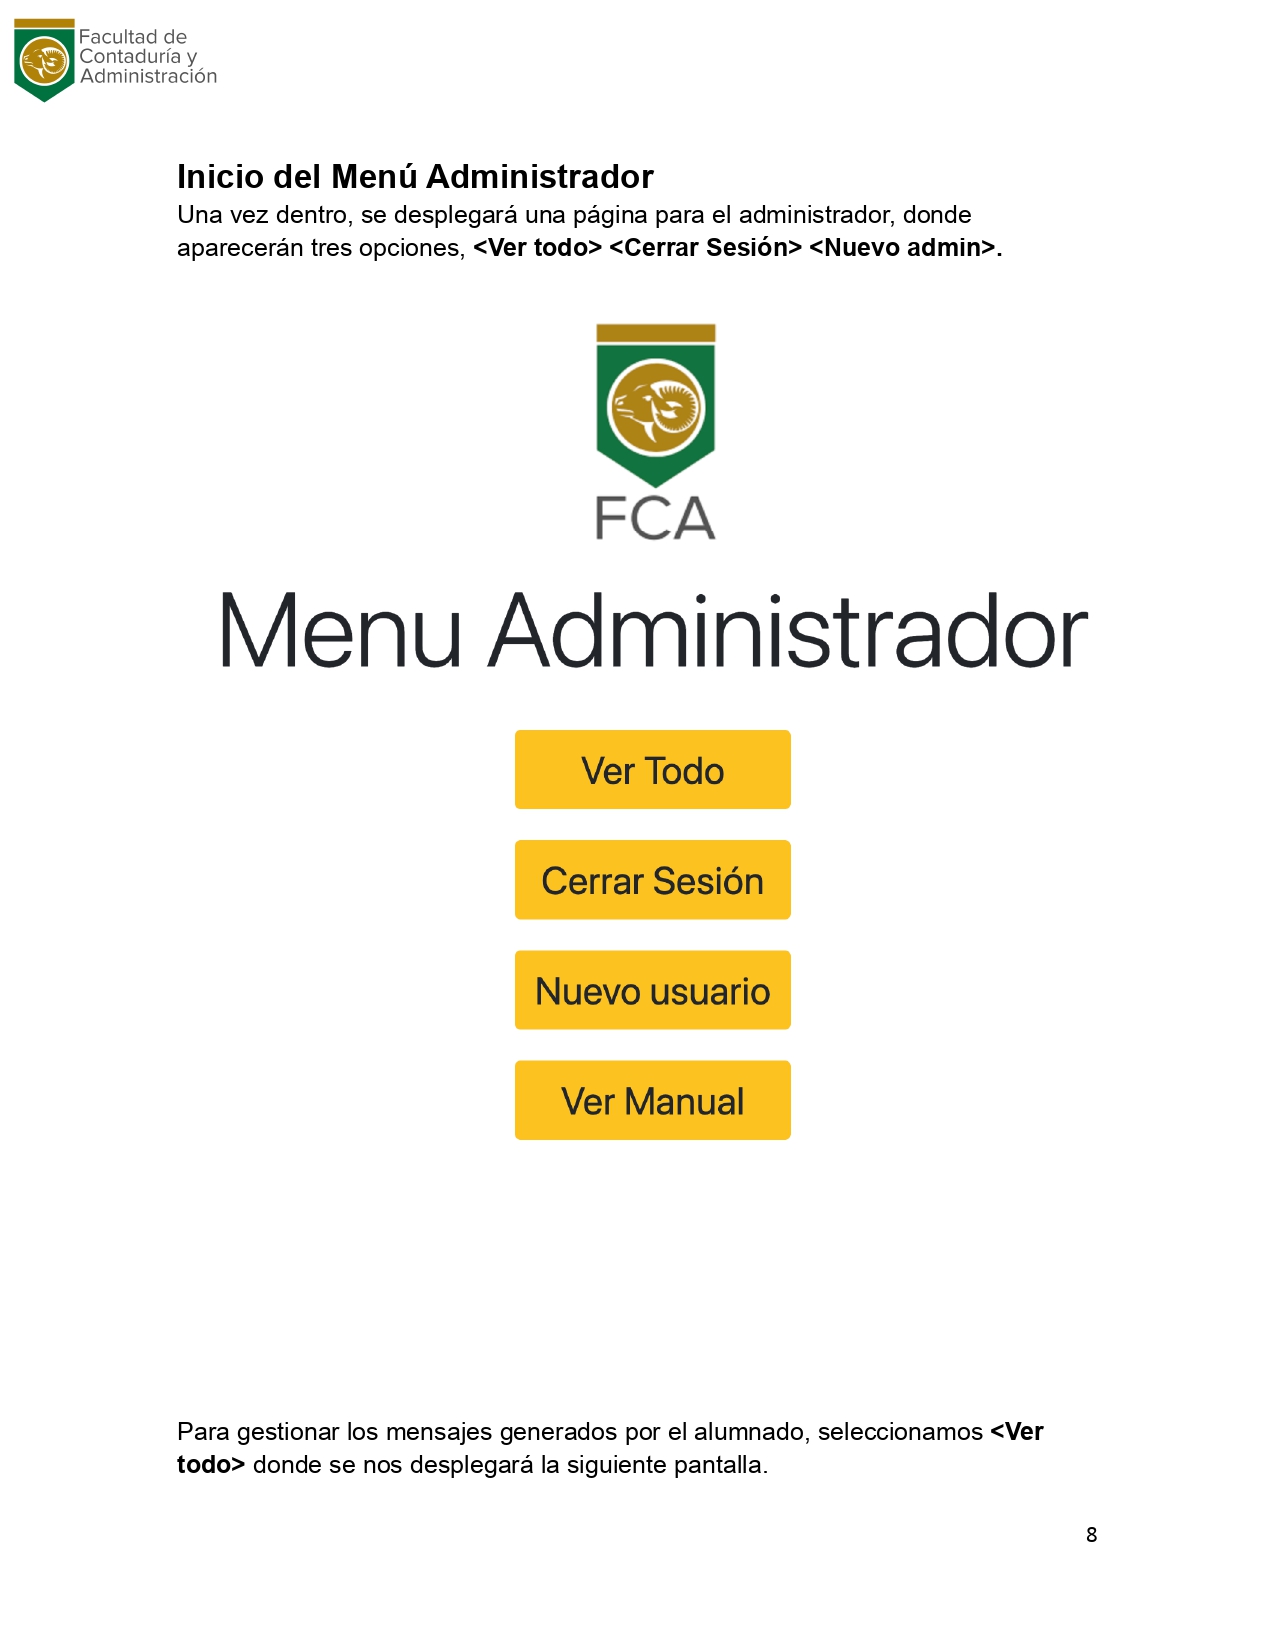 Facultad de
Contaduría y
Administración
Inicio del Menú Administrador
Una vez dentro, se desplegará una página para el administrador, donde
aparecerán tres opciones, <Ver todo> <Cerrar Sesión> <Nuevo admin>.
FCA
Menu Administrador
Ver Todo
Cerrar Sesión
Nuevo usuario
Ver Manual
Para gestionar los mensajes generados por el alumnado, seleccionamos <Ver
todo> donde se nos desplegará la siguiente pantalla.
8